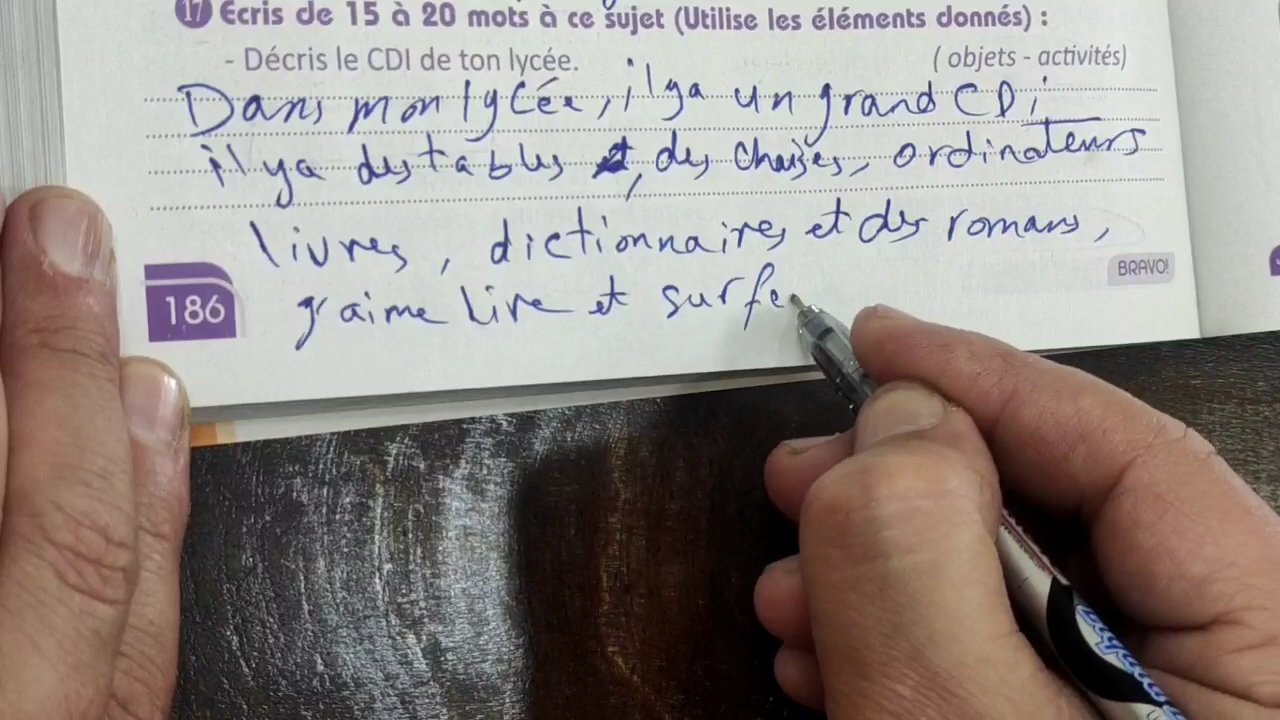 17 Écris de 15 à 20 mots à ce sujet (Utilise les éléments donnés) :
- Décris le CDI de ton lycée. ( objets - activités)
Dans mon lycée, il ya un grand CDI
il ya des tables, des chaises, ordinateurs
livres, dictionnaires et des romans,
BRAVO!
j'aime lire et surfe
186